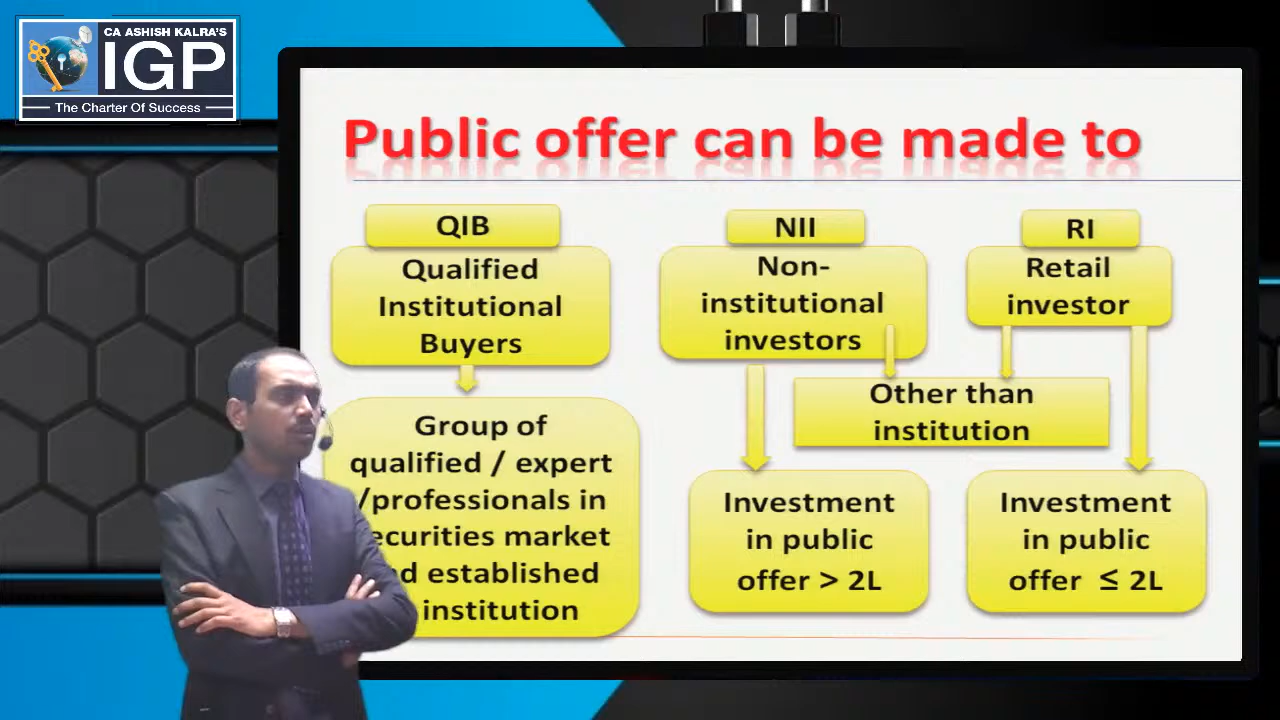 CA ASHISH KALRA'S
IGP
The Charter Of Success
Public offer can be made to
QIB
Qualified
Institutional
Buyers
Group of
qualified / expert
/professionals in
market
established
institution
NII
Non-
institutional
investors
RI
Retail
investor
Other than
institution
Investment
in public
offer > 2L
Investment
in public
offer ≤ 2L